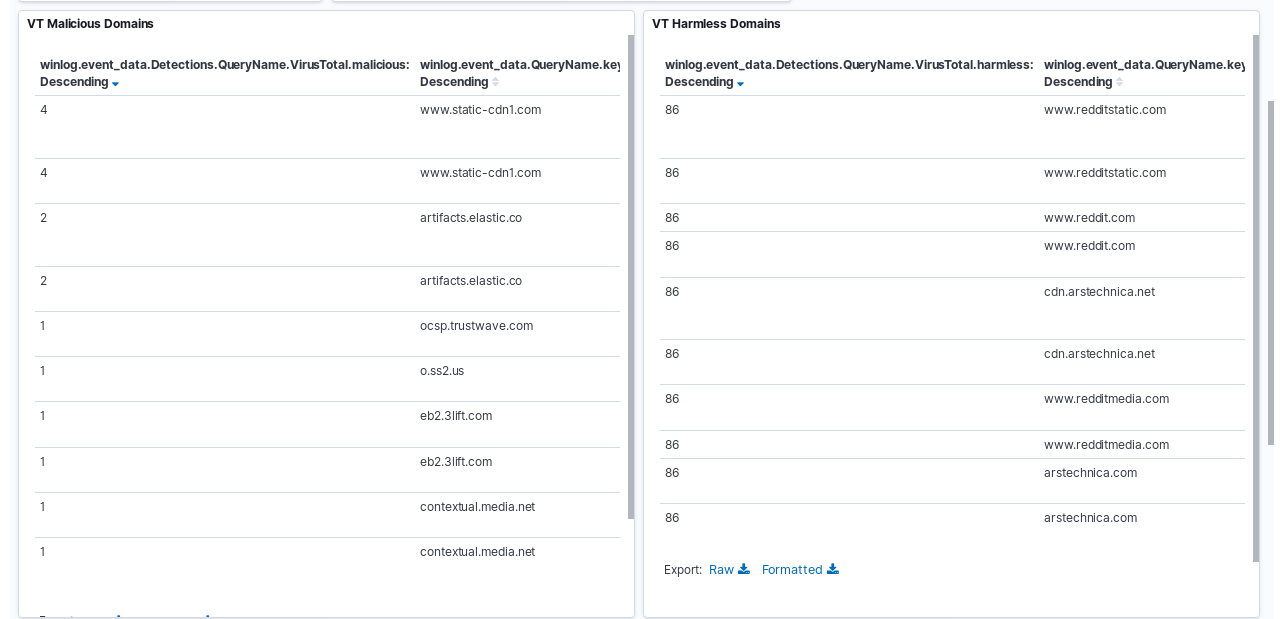 VT Malicious Domains
winlog.event_data.Detections.QueryName.VirusTotal.malicious: winlog.event_data.QueryName.key
Descending Descending
4 www.static-cdn1.com
4 www.static-cdn1.com
2 artifacts.elastic.co
2 artifacts.elastic.co
1 ocsp.trustwave.com
1 o.ss2.us
1 eb2.3lift.com
1 eb2.3lift.com
1 contextual.media.net
1 contextual.media.net
VT Harmless Domains
winlog.event_data.Detections.QueryName.VirusTotal.harmless: winlog.event_data.QueryName.key
Descending Descending
86 www.redditstatic.com
86 www.redditstatic.com
86 www.reddit.com
86 www.reddit.com
86 cdn.arstechnica.net
86 cdn.arstechnica.net
86 www.redditmedia.com
86 www.redditmedia.com
86 arstechnica.com
86 arstechnica.com
Export: Raw Formatted